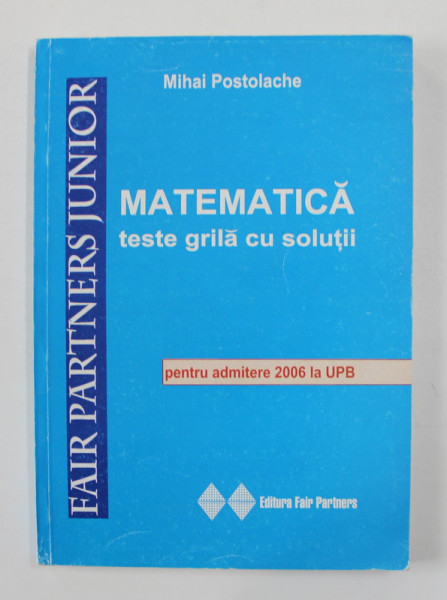 Mihai Postolache
FAIR PARTNERS JUNIOR
MATEMATICĂ
teste grilă cu soluții
pentru admitere 2006 la UPB
Editura Fair Partners